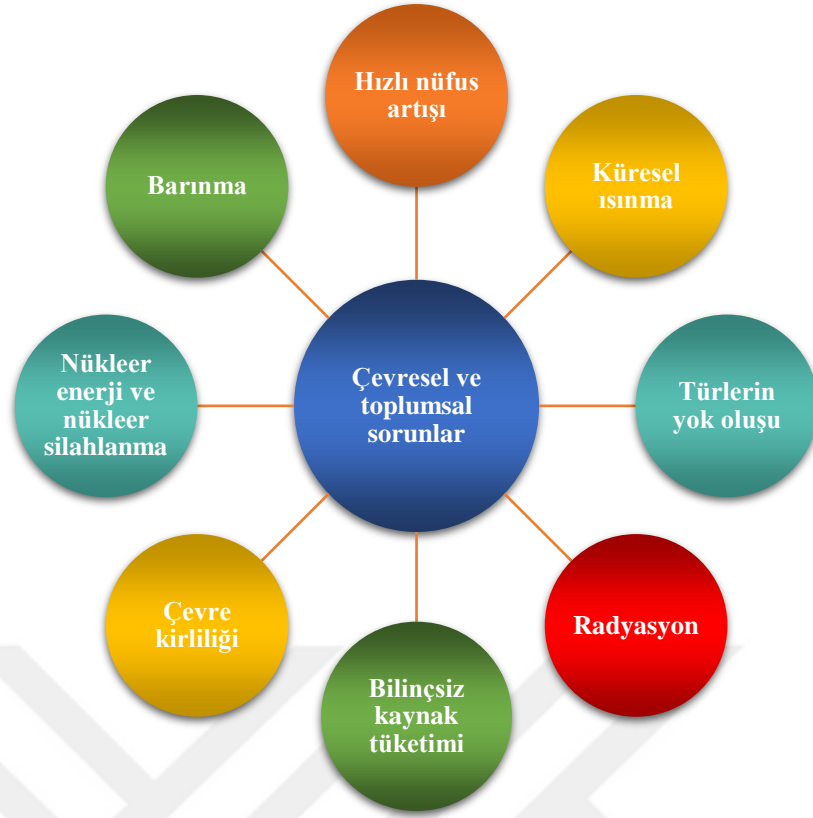 Hızlı nüfus
artışı
Küresel
ısınma
Türlerin
yok oluşu
Radyasyon
Bilinçsiz
kaynak
tüketimi
Çevre
kirliliği
Nükleer
enerji ve
nükleer
silahlanma
Barınma
Çevresel ve
toplumsal
sorunlar